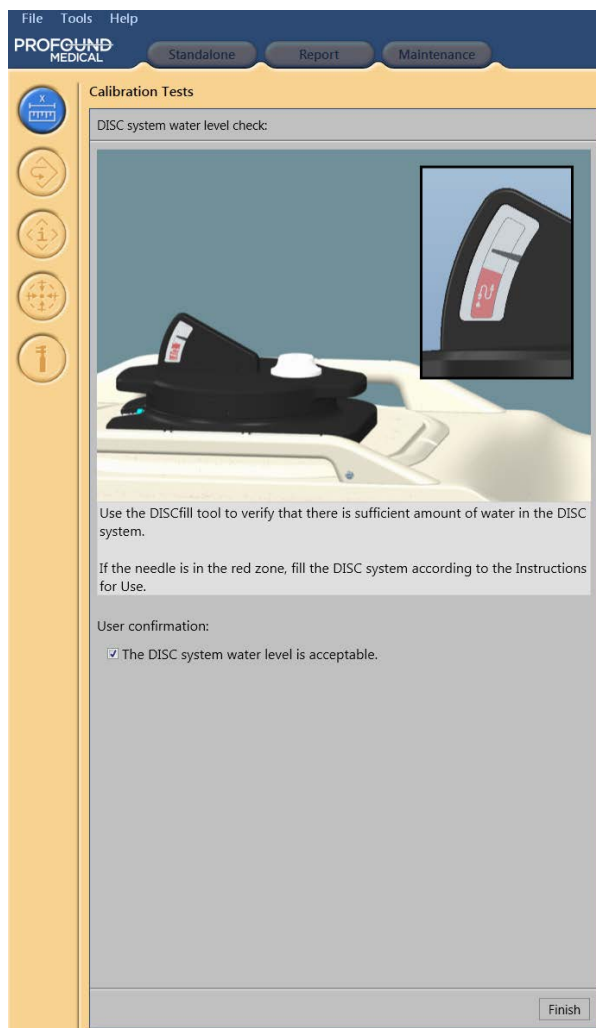 File Tools Help
PROFOUND
MEDICAL
Standalone Report Maintenance
Calibration Tests
DISC system water level check:
Use the DISCfill tool to verify that there is sufficient amount of water in the DISC
system.
If the needle is in the red zone, fill the DISC system according to the Instructions
for Use.
User confirmation:
The DISC system water level is acceptable.
Finish